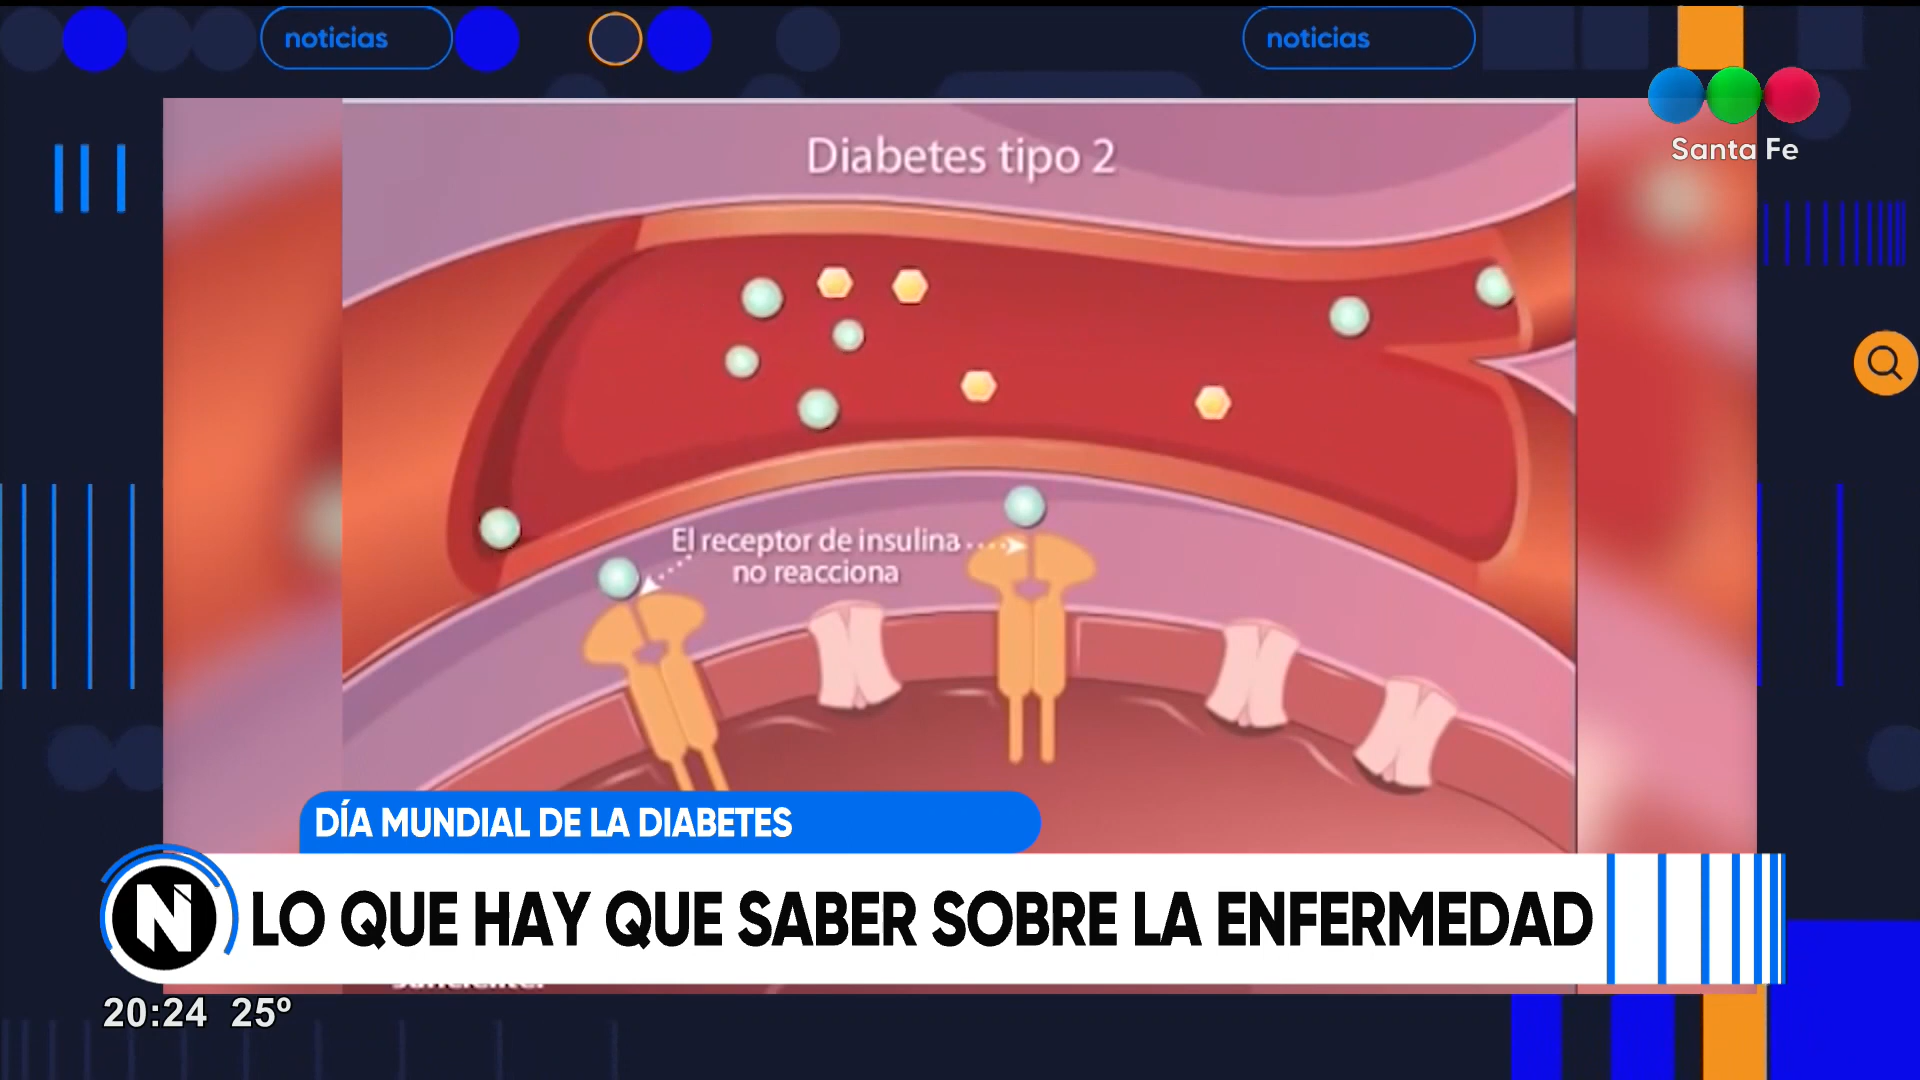 noticias
noticias
Santa Fe
Diabetes tipo 2
El receptor de insulina
no reacciona
DÍA MUNDIAL DE LA DIABETES
N LO QUE HAY QUE SABER SOBRE LA ENFERMEDAD
20:24 25º